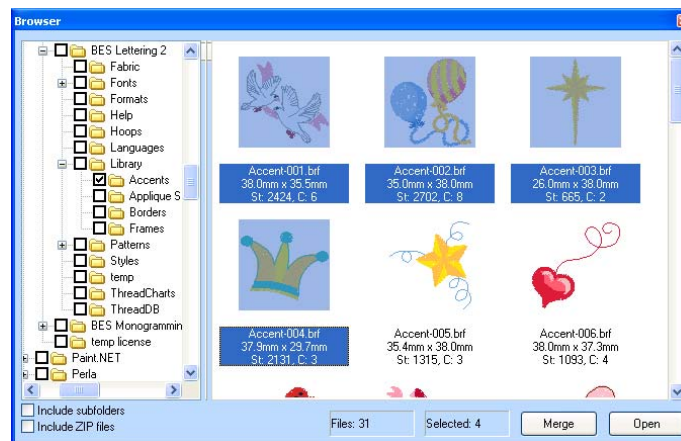 Browser
BES Lettering 2
Fabric
Fonts
Formats
Help
Hoops
Languages
Library
Accents
Applique S
Borders
Frames
Patterns
Styles
temp
ThreadCharts
ThreadDB
BES Monogrammin
temp license
Paint.NET
Perla
Accent-001.brf
38.0mm x 35.5mm
St: 2424, C: 6
Accent-002.brf
35.0mm x 38.0mm
St: 2702, C: 8
Accent-003.brf
26.0mm x 38.0mm
St: 665, C: 2
Accent-004.brf
37.9mm x 29.7mm
St: 2131, C: 3
Accent-005.brf
35.4mm x 38.0mm
St: 1315, C: 3
Accent-006.brf
38.0mm x 37.3mm
St: 1093, C: 4
Include subfolders
Include ZIP files
Files: 31
Selected: 4
Merge
Open